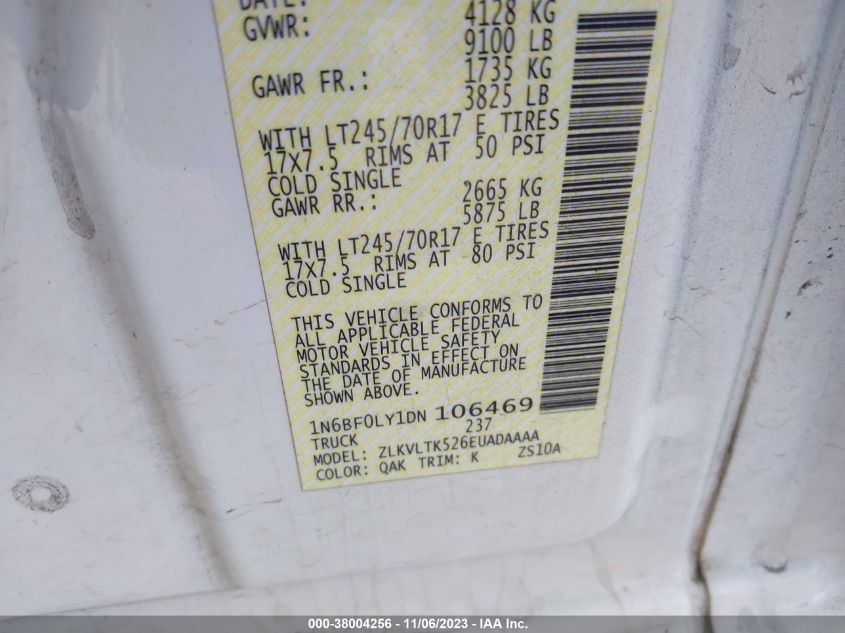 DATE:
GVWR: 4128 KG
9100 LB
GAWR FR.: 1735 KG
3825 LB
WITH LT245/70R17 E TIRES
17X7.5 RIMS AT 50 PSI
COLD SINGLE
GAWR RR.: 2665 KG
5875 LB
WITH LT245/70R17 E TIRES
17X7.5 RIMS AT 80 PSI
COLD SINGLE
THIS VEHICLE CONFORMS TO
ALL APPLICABLE FEDERAL
MOTOR VEHICLE SAFETY
STANDARDS IN EFFECT ON
THE DATE OF MANUFACTURE
SHOWN ABOVE.
1N6BF0LY1DN 106469
TRUCK 237
MODEL: ZLKVLTK526EUADAAAA
COLOR: QAK TRIM: K ZS10A
000-38004256 - 11/06/2023 - IAA Inc.